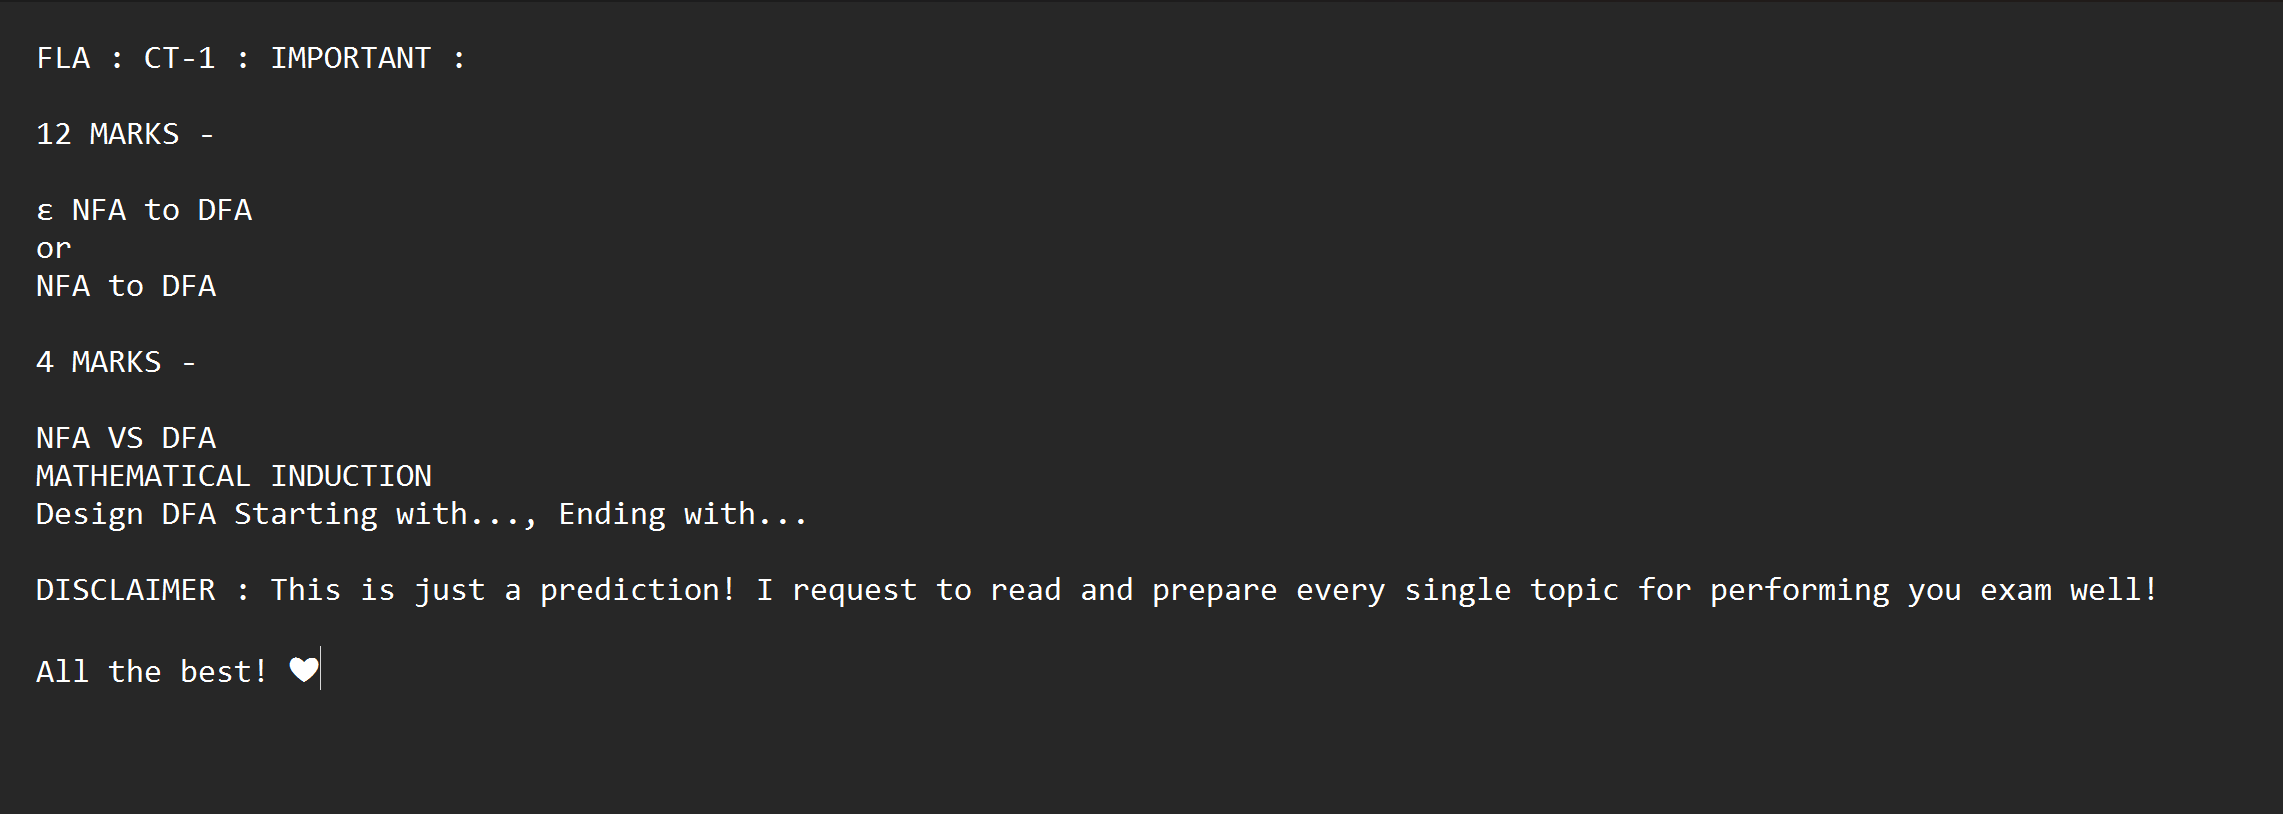 FLA : CT-1 : IMPORTANT :
12 MARKS -
ε NFA to DFA
or
NFA to DFA
4 MARKS -
NFA VS DFA
MATHEMATICAL INDUCTION
Design DFA Starting with..., Ending with...
DISCLAIMER : This is just a prediction! I request to read and prepare every single topic for performing you exam well!
All the best! ♥